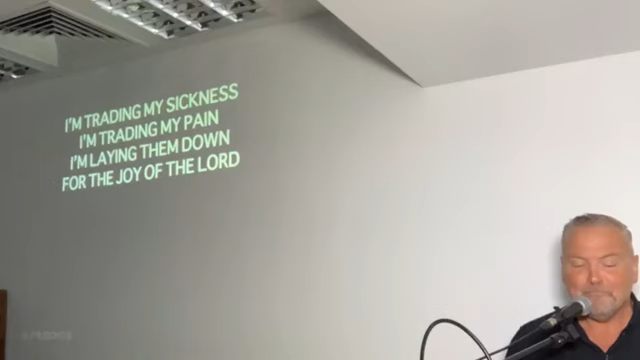 I'M TRADING MY SICKNESS
I'M TRADING MY PAIN
I'M LAYING THEM DOWN
FOR THE JOY OF THE LORD